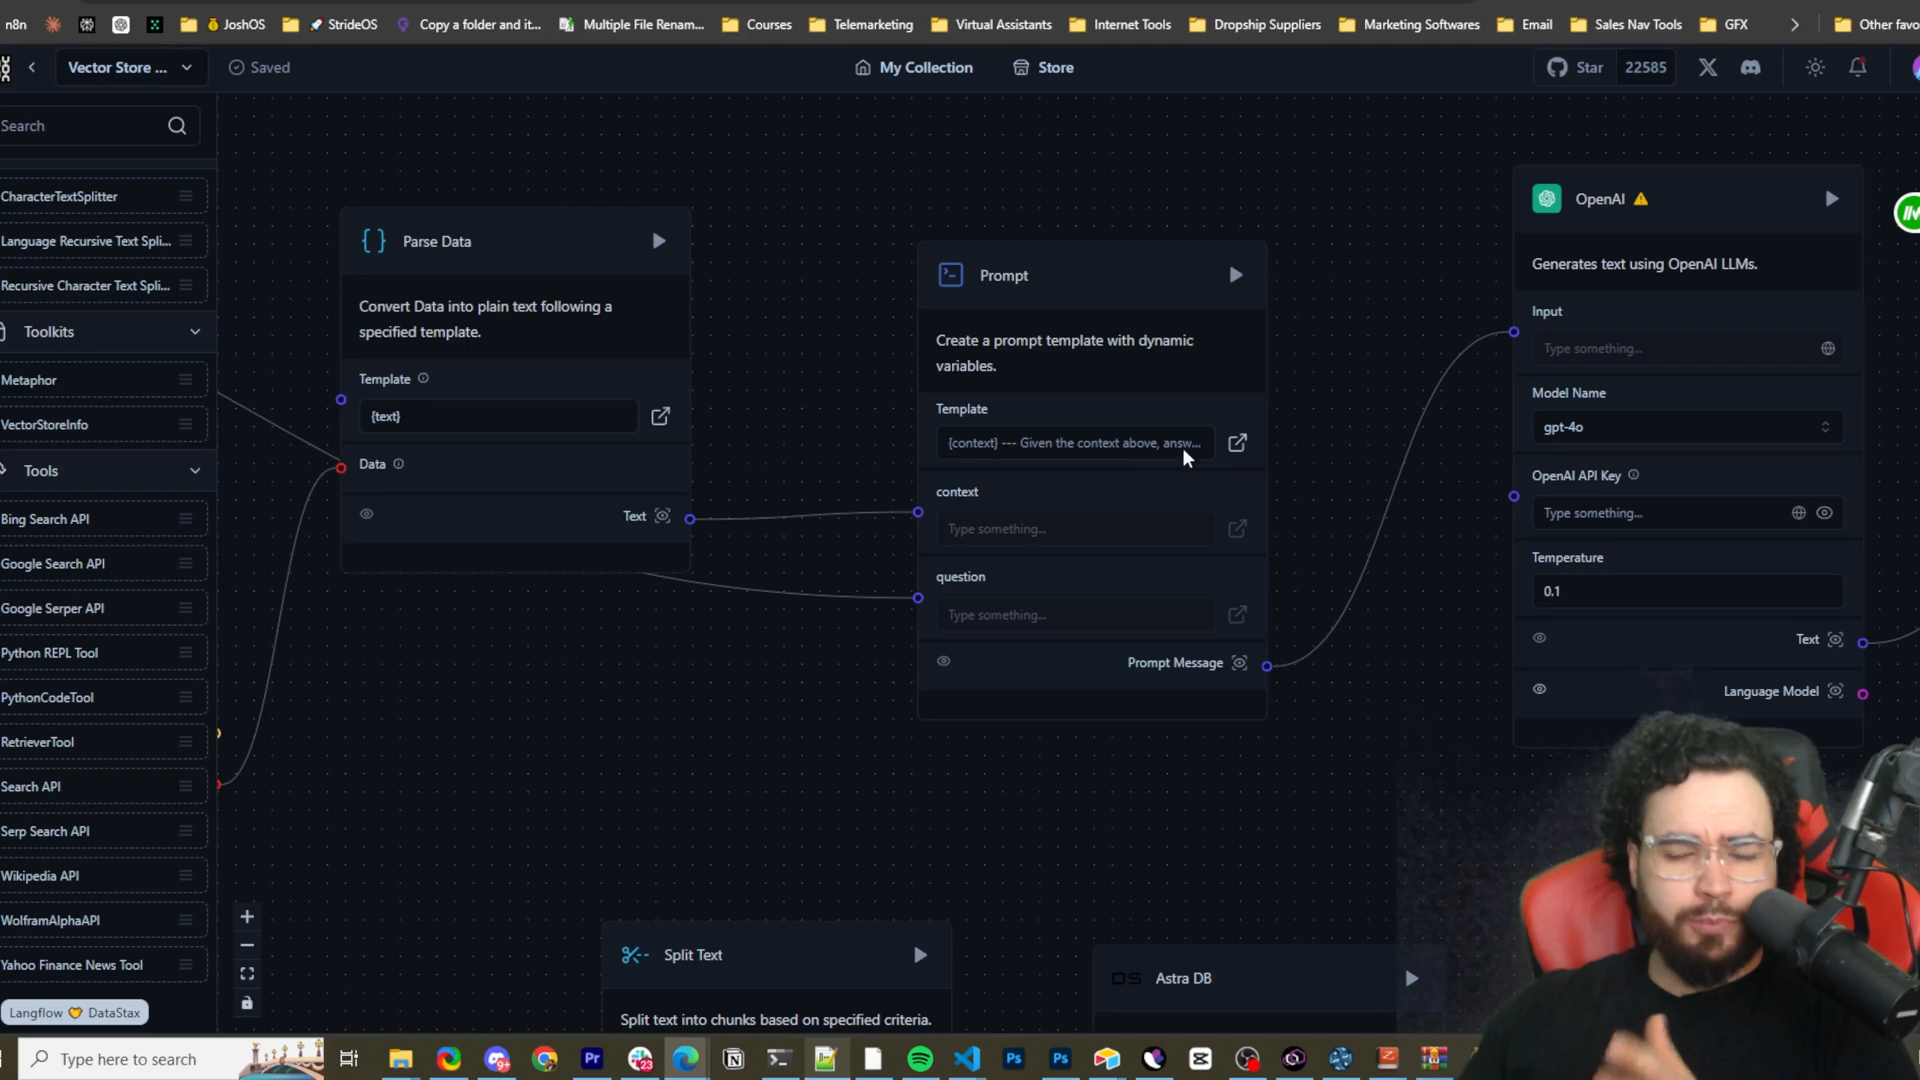 n8n
JoshOS
StrideOS
Copy a folder and it...
Multiple File Renam...
Courses
Telemarketing
Virtual Assistants
Internet Tools
Dropship Suppliers
Marketing Softwares
Email
Sales Nav Tools
GFX
Other favo
Vector Store ...
Saved
My Collection
Store
Star
22585
Search
CharacterTextSplitter
Language Recursive Text Spli...
Recursive Character Text Spli...
Toolkits
Metaphor
VectorStoreInfo
Tools
Bing Search API
Google Search API
Google Serper API
Python REPL Tool
PythonCodeTool
RetrieverTool
Search API
Serp Search API
Wikipedia API
WolframAlphaAPI
Yahoo Finance News Tool
Langflow
DataStax
Parse Data
Convert Data into plain text following a
specified template.
Template
{text}
Data
Text
Prompt
Create a prompt template with dynamic
variables.
Template
{context} --- Given the context above, answ...
context
Type something...
question
Type something...
Prompt Message
OpenAI
Generates text using OpenAI LLMs.
Input
Type something...
Model Name
gpt-4o
OpenAI API Key
Type something...
Temperature
0.1
Text
Language Model
Split Text
Split text into chunks based on specified criteria.
DS
Astra DB
Type here to search
9+
Pr
23
Ps
Ps